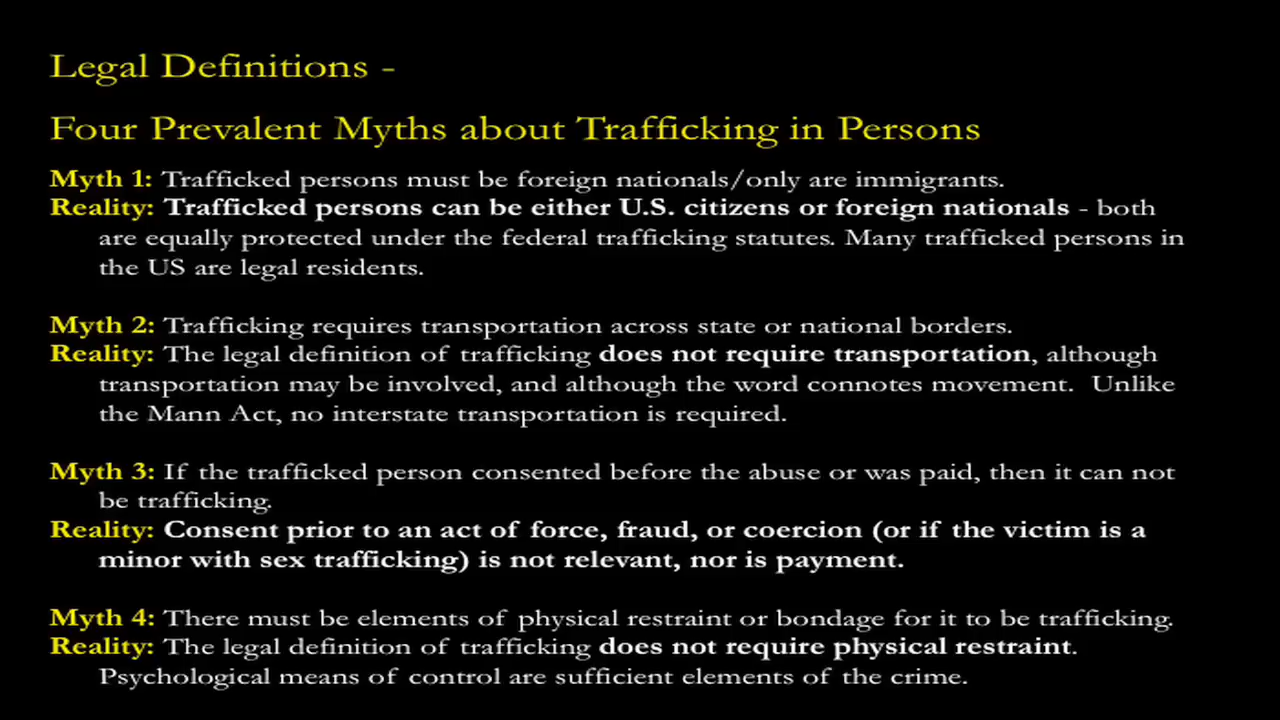 Legal Definitions -
Four Prevalent Myths about Trafficking in Persons
Myth 1: Trafficked persons must be foreign nationals/only are immigrants.
Reality: Trafficked persons can be either U.S. citizens or foreign nationals - both
are equally protected under the federal trafficking statutes. Many trafficked persons in
the US are legal residents.
Myth 2: Trafficking requires transportation across state or national borders.
Reality: The legal definition of trafficking does not require transportation, although
transportation may be involved, and although the word connotes movement. Unlike
the Mann Act, no interstate transportation is required.
Myth 3: If the trafficked person consented before the abuse or was paid, then it can not
be trafficking.
Reality: Consent prior to an act of force, fraud, or coercion (or if the victim is a
minor with sex trafficking) is not relevant, nor is payment.
Myth 4: There must be elements of physical restraint or bondage for it to be trafficking.
Reality: The legal definition of trafficking does not require physical restraint.
Psychological means of control are sufficient elements of the crime.